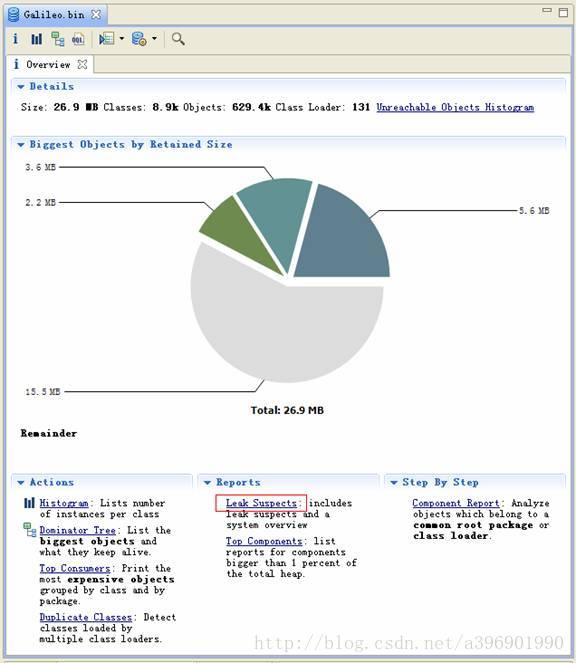 Galileo.bin
i OQL
i Overview
Details
Size: 26.9 MB Classes: 8.9k Objects: 629.4k Class Loader: 131 Unreachable Objects Histogram
Biggest Objects by Retained Size
3.6 MB
2.2 MB
5.6 MB
15.5 MB
Total: 26.9 MB
Remainder
Actions
Histogram: Lists number
of instances per class
Dominator Tree: List the
biggest objects and
what they keep alive.
Top Consumers: Print the
most expensive objects
grouped by class and by
package.
Duplicate Classes: Detect
classes loaded by
multiple class loaders.
Reports
Leak Suspects: includes
leak suspects and a
system overview
Top Components: list
reports for components
bigger than 1 percent of
the total heap.
Step By Step
Component Report: Analyze
objects which belong to a
common root package or
class loader.
http://blog.csdn.net/a396901990